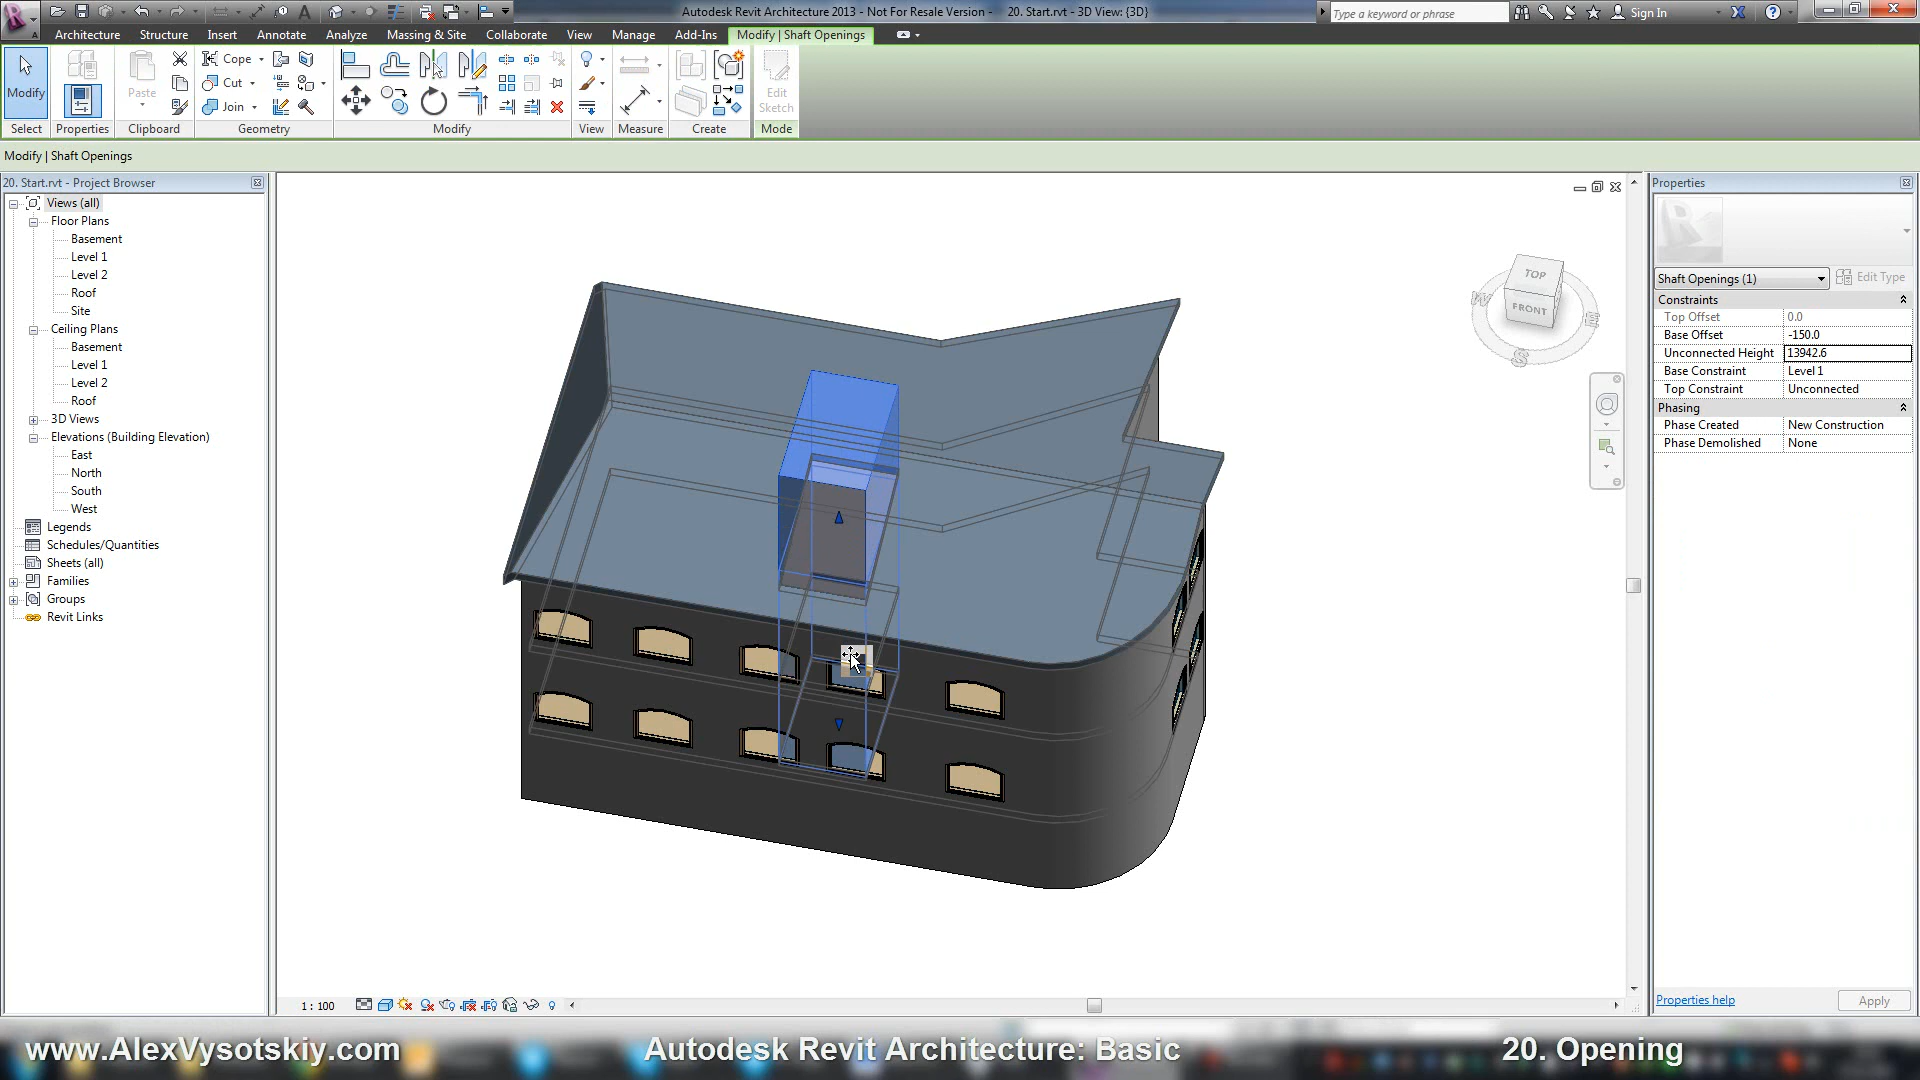 Autodesk Revit Architecture 2013 - Not For Resale Version - 20. Start.rvt - 3D View: {3D}
Type a keyword or phrase
Sign In
Architecture Structure Insert Annotate Analyze Massing & Site Collaborate View Manage Add-Ins Modify | Shaft Openings
Modify
Paste
Cope
Cut
Join
Edit
Sketch
Select Properties Clipboard Geometry Modify View Measure Create Mode
Modify | Shaft Openings
20. Start.rvt - Project Browser
Views (all)
Floor Plans
Basement
Level 1
Level 2
Roof
Site
Ceiling Plans
Basement
Level 1
Level 2
Roof
3D Views
Elevations (Building Elevation)
East
North
South
West
Legends
Schedules/Quantities
Sheets (all)
Families
Groups
Revit Links
TOP
FRONT
W
E
S
1 : 100
Properties
Shaft Openings (1)
Edit Type
Constraints
Top Offset 0.0
Base Offset -150.0
Unconnected Height 13942.6
Base Constraint Level 1
Top Constraint Unconnected
Phasing
Phase Created New Construction
Phase Demolished None
Properties help
Apply
www.AlexVysotskiy.com
Autodesk Revit Architecture: Basic
20. Opening